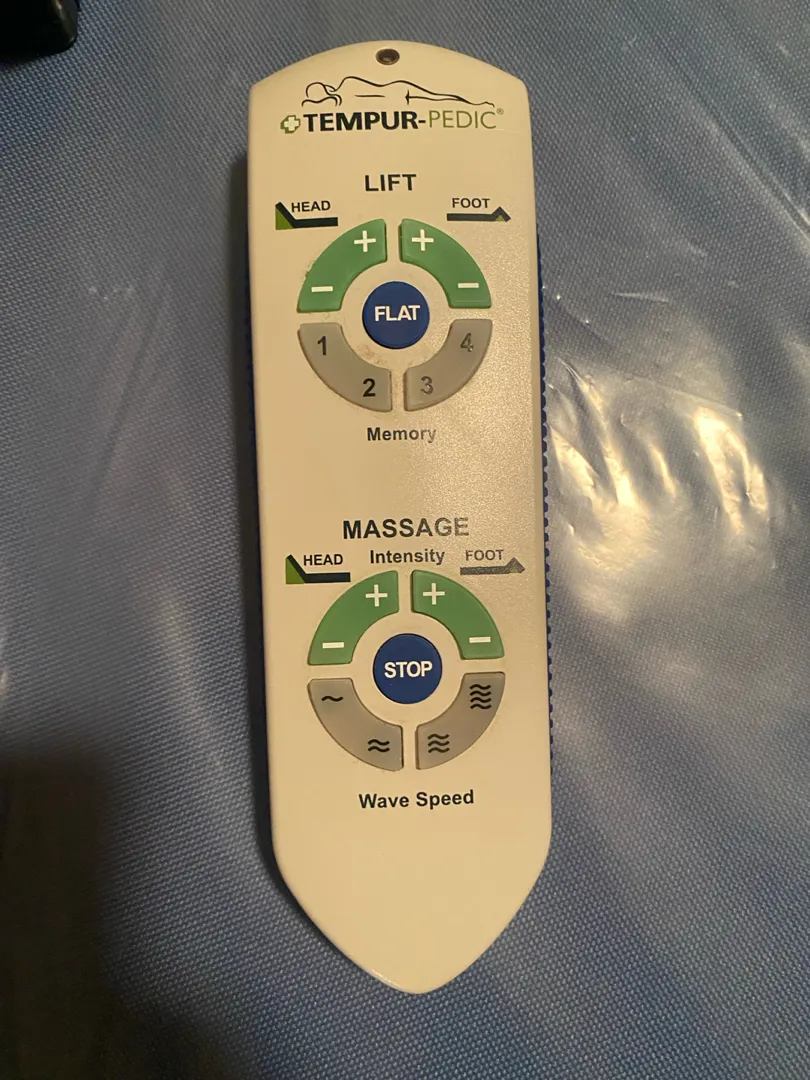 TEMPUR-PEDIC®
LIFT
HEAD FOOT
+ +
− −
FLAT
1 4
2 3
Memory
MASSAGE
HEAD Intensity FOOT
+ +
− −
STOP
Wave Speed